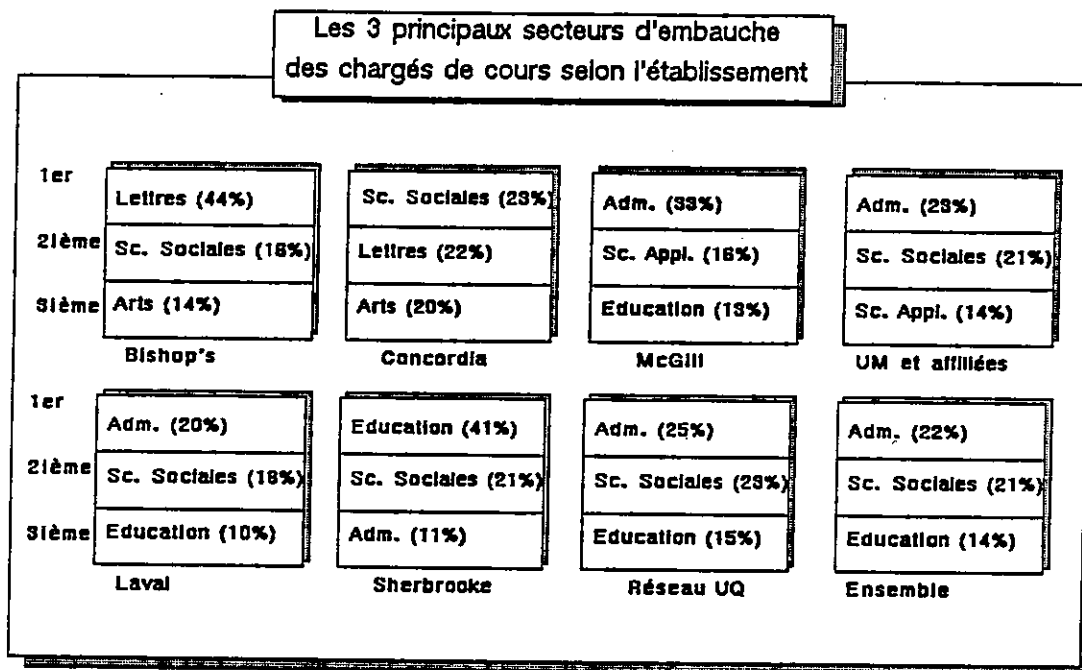 Les 3 principaux secteurs d'embauche
des chargés de cours selon l'établissement
1er
Lettres (44%)
Sc. Sociales (23%)
Adm. (33%)
Adm. (23%)
2ième
Sc. Sociales (16%)
Lettres (22%)
Sc. Appl. (16%)
Sc. Sociales (21%)
3ième
Arts (14%)
Arts (20%)
Education (13%)
Sc. Appl. (14%)
Bishop's
Concordia
McGill
UM et affiliées
1er
Adm. (20%)
Education (41%)
Adm. (25%)
Adm. (22%)
2ième
Sc. Sociales (18%)
Sc. Sociales (21%)
Sc. Sociales (23%)
Sc. Sociales (21%)
3ième
Education (10%)
Adm. (11%)
Education (15%)
Education (14%)
Laval
Sherbrooke
Réseau UQ
Ensemble